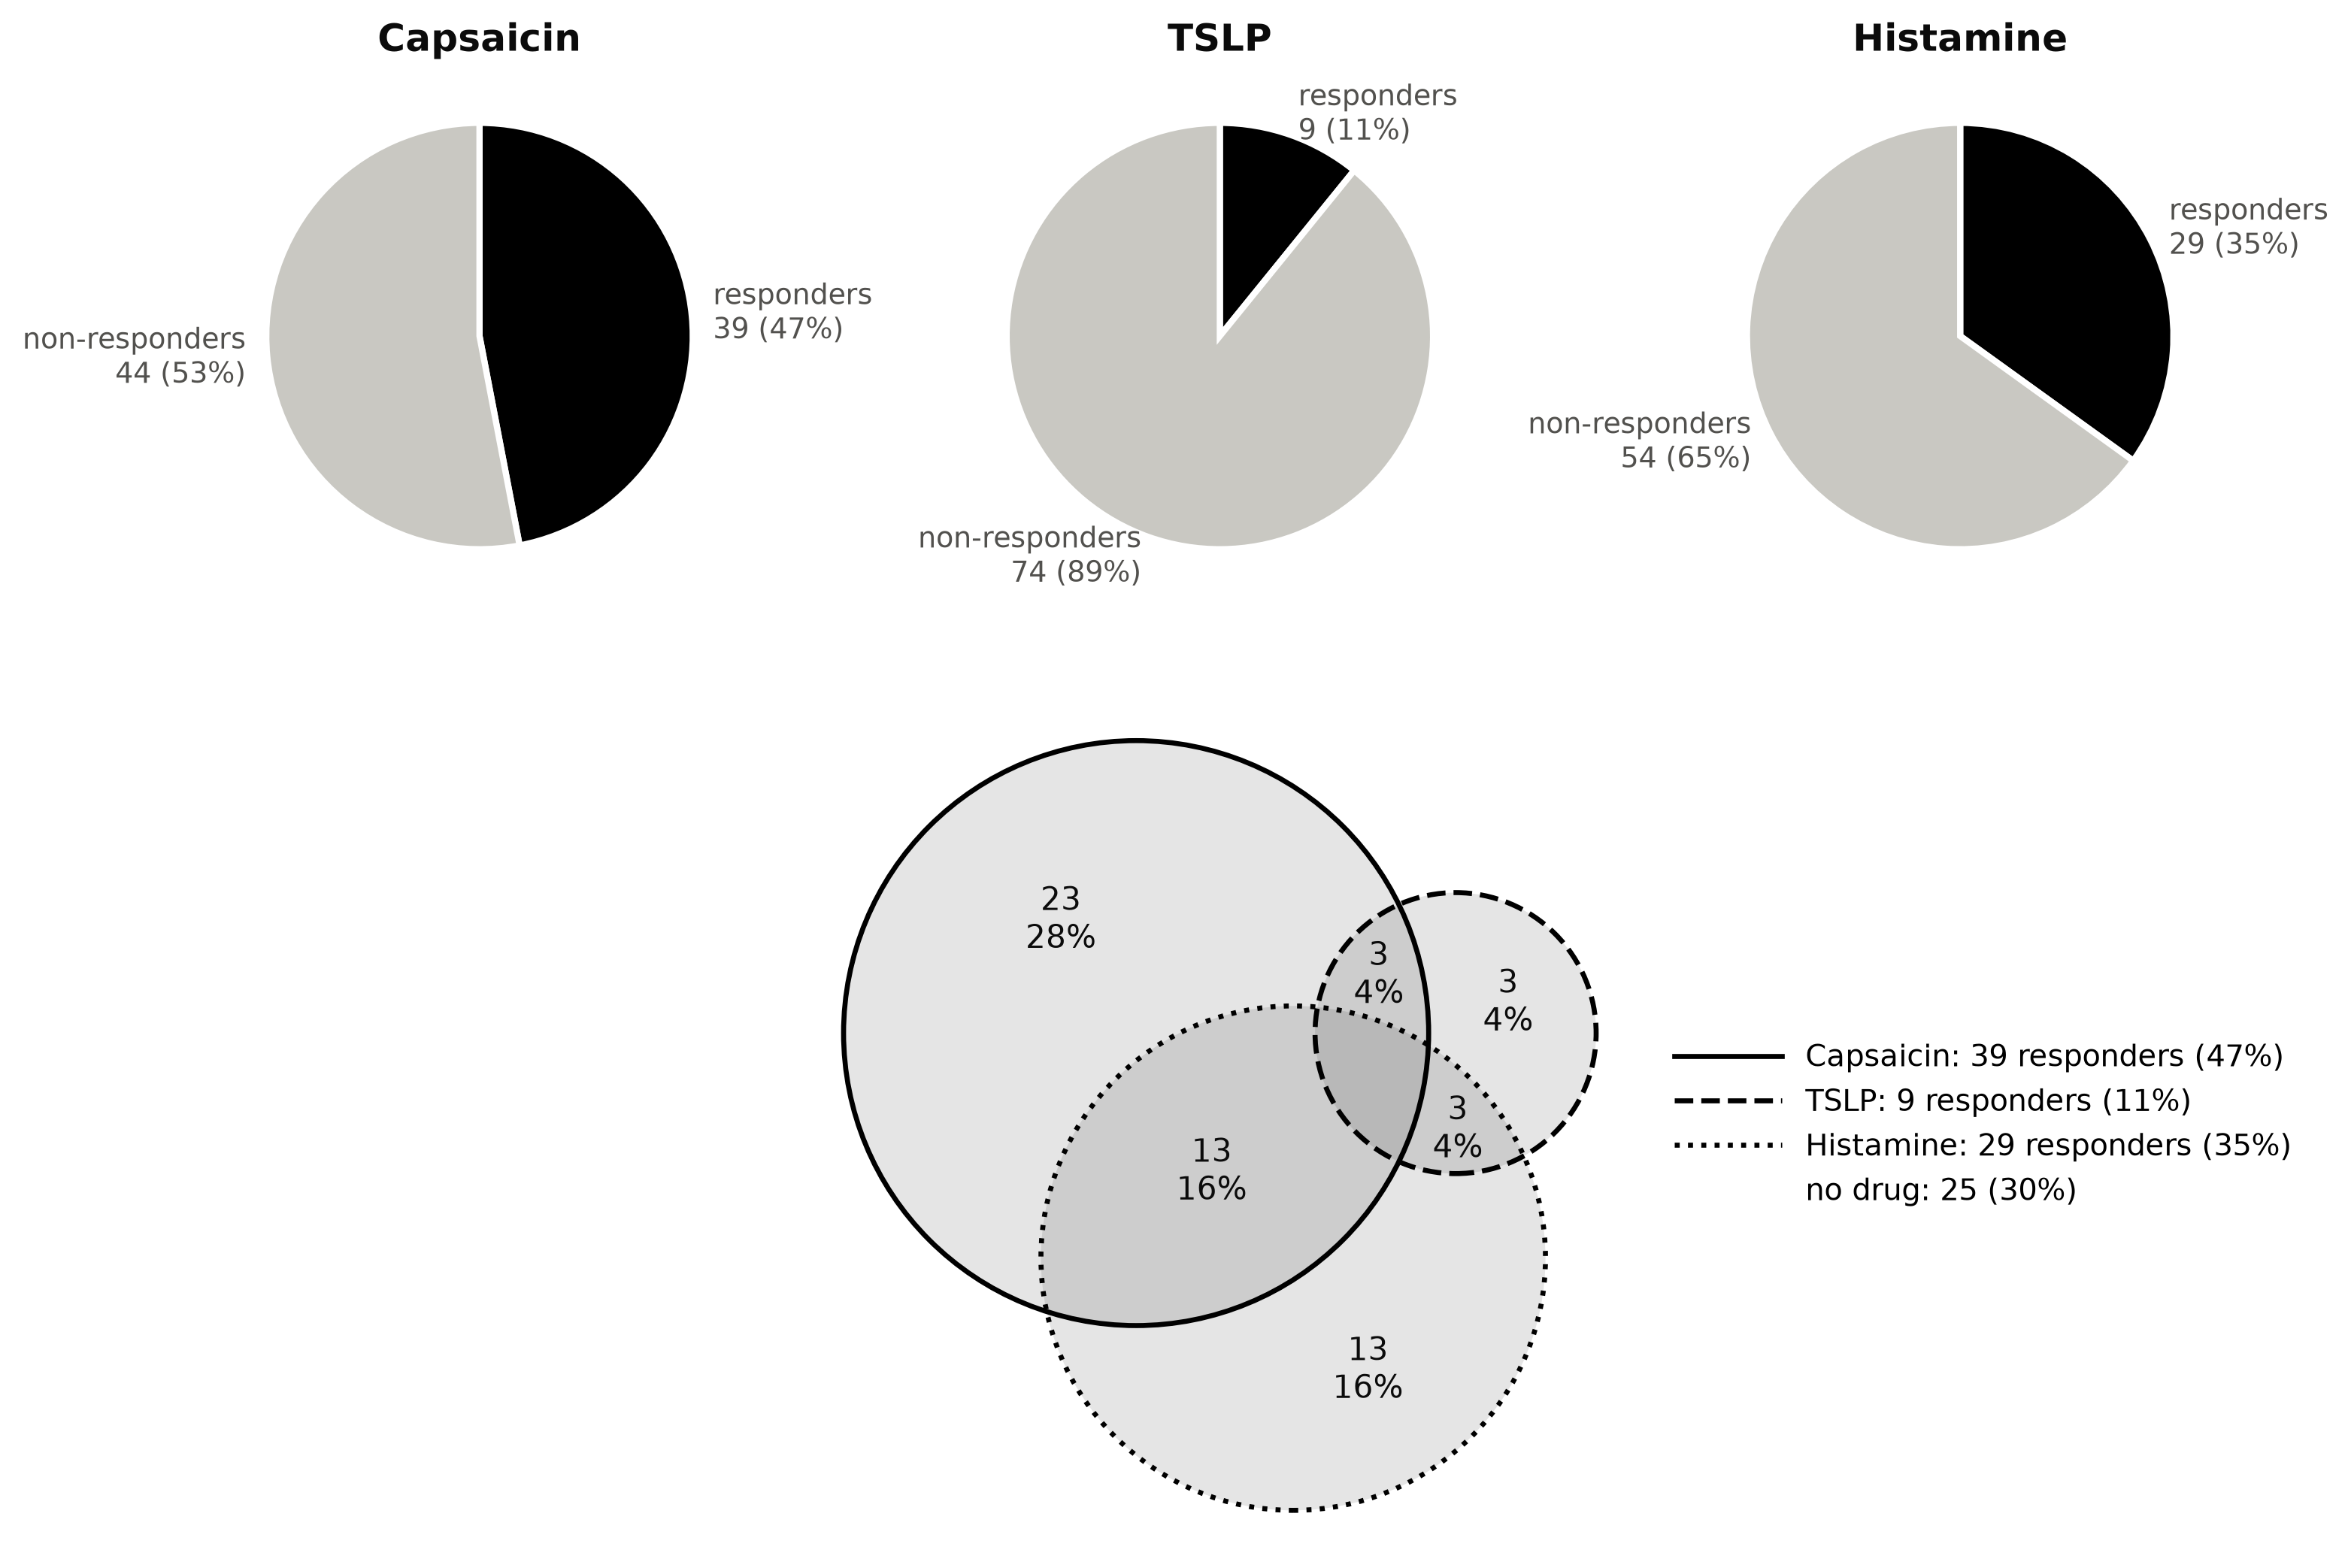 Capsaicin
TSLP
Histamine
responders
9 (11%)
responders
29 (35%)
responders
39 (47%)
non-responders
44 (53%)
non-responders
54 (65%)
non-responders
74 (89%)
23
28%
3
4%
3
4%
3
4%
13
16%
13
16%
Capsaicin: 39 responders (47%)
TSLP: 9 responders (11%)
Histamine: 29 responders (35%)
no drug: 25 (30%)